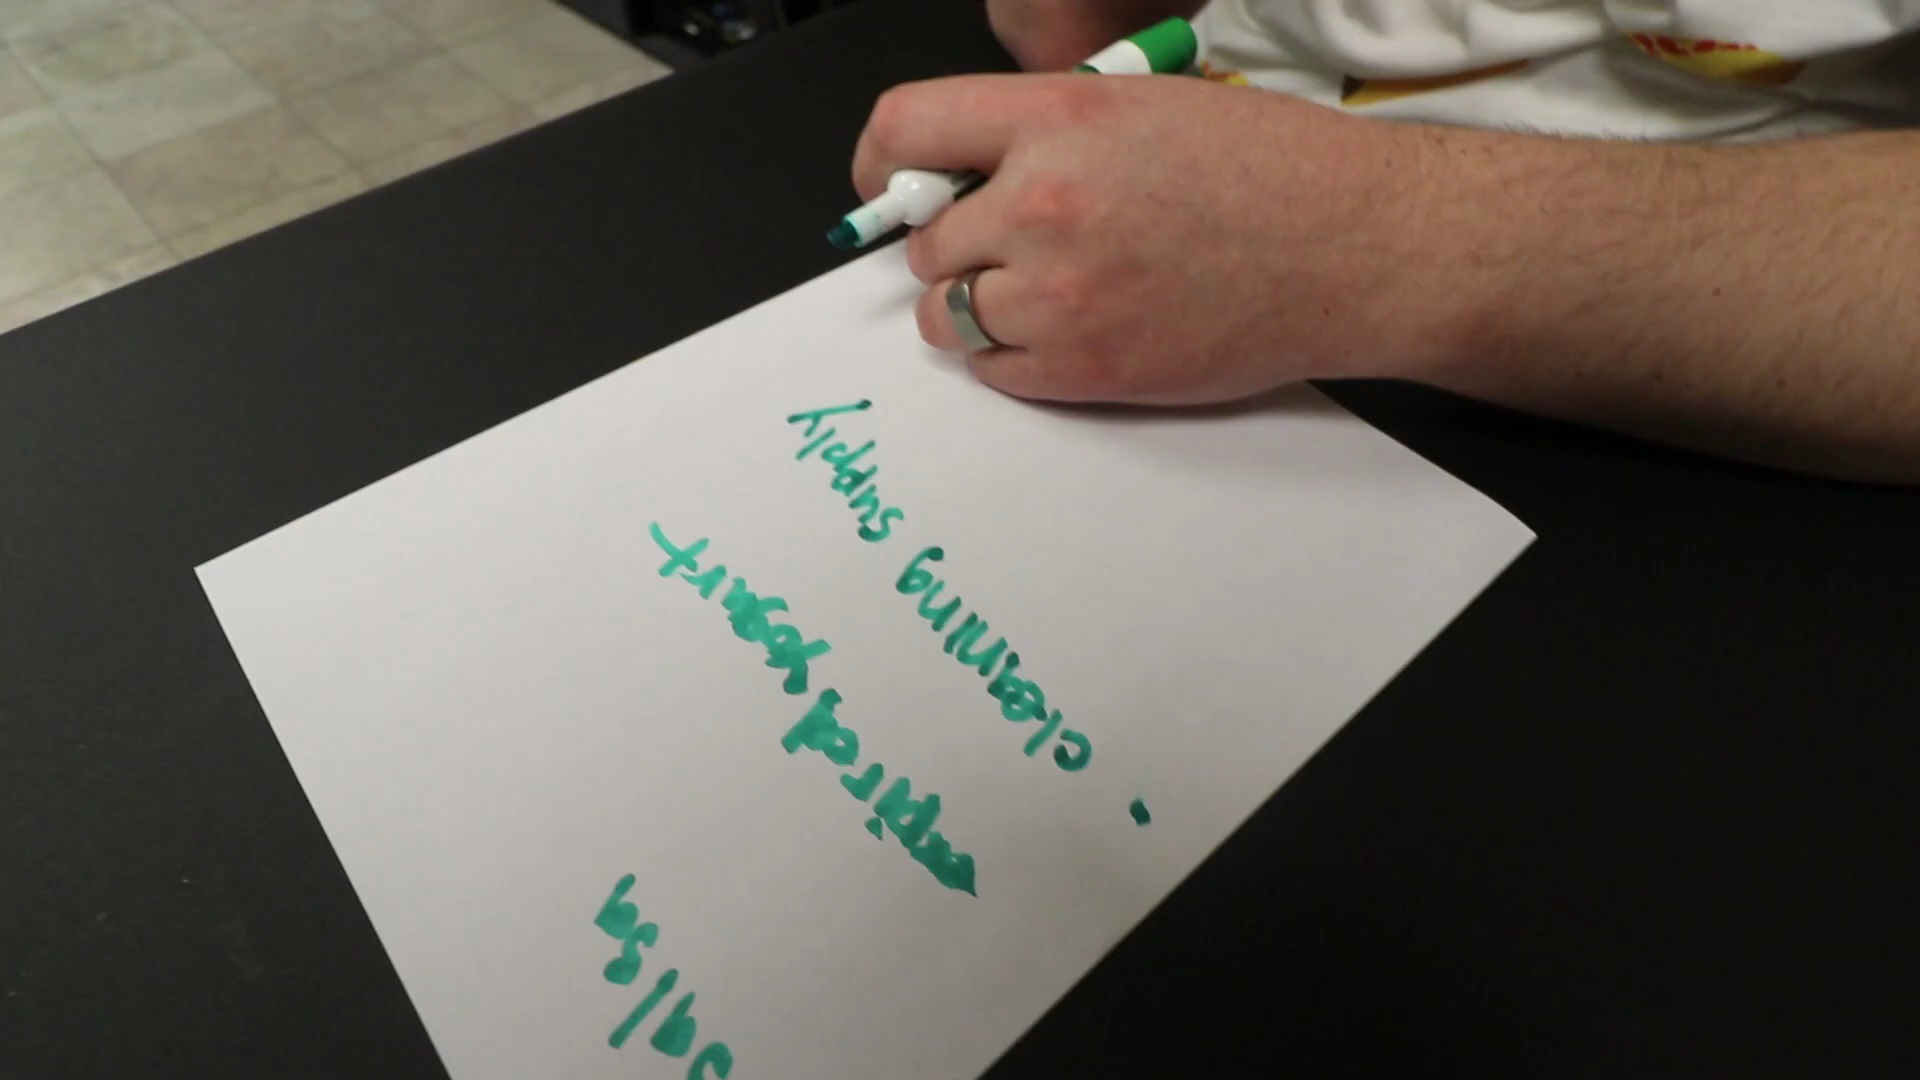 salsa
expired yogurt
• cleaning supply